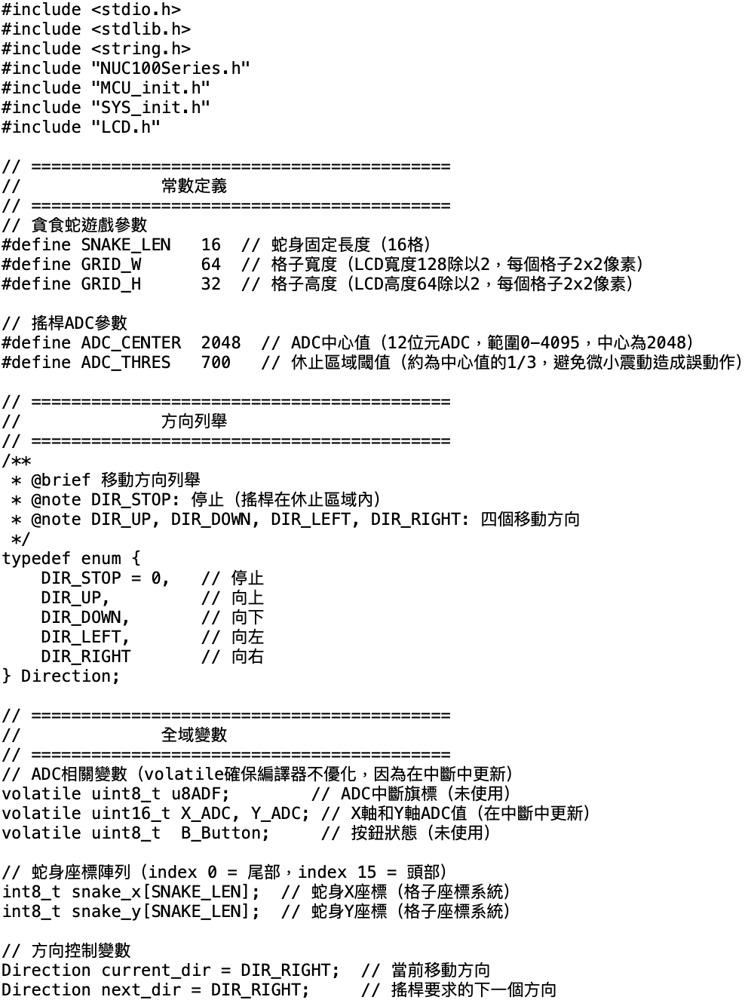 #include <stdio.h>
#include <stdlib.h>
#include <string.h>
#include "NUC100Series.h"
#include "MCU_init.h"
#include "SYS_init.h"
#include "LCD.h"

// ==========================================
//              常數定義
// ==========================================
// 貪食蛇遊戲參數
#define SNAKE_LEN   16  // 蛇身固定長度（16格）
#define GRID_W      64  // 格子寬度（LCD寬度128除以2，每個格子2x2像素）
#define GRID_H      32  // 格子高度（LCD高度64除以2，每個格子2x2像素）

// 搖桿ADC參數
#define ADC_CENTER  2048  // ADC中心值（12位元ADC，範圍0-4095，中心為2048）
#define ADC_THRES   700   // 休止區域閾值（約為中心值的1/3，避免微小震動造成誤動作）

// ==========================================
//              方向列舉
// ==========================================
/**
 * @brief 移動方向列舉
 * @note DIR_STOP: 停止（搖桿在休止區域內）
 * @note DIR_UP, DIR_DOWN, DIR_LEFT, DIR_RIGHT: 四個移動方向
 */
typedef enum {
    DIR_STOP = 0,   // 停止
    DIR_UP,         // 向上
    DIR_DOWN,       // 向下
    DIR_LEFT,       // 向左
    DIR_RIGHT       // 向右
} Direction;

// ==========================================
//              全域變數
// ==========================================
// ADC相關變數（volatile確保編譯器不優化，因為在中斷中更新）
volatile uint8_t u8ADF;        // ADC中斷旗標（未使用）
volatile uint16_t X_ADC, Y_ADC; // X軸和Y軸ADC值（在中斷中更新）
volatile uint8_t  B_Button;     // 按鈕狀態（未使用）

// 蛇身座標陣列（index 0 = 尾部，index 15 = 頭部）
int8_t snake_x[SNAKE_LEN];  // 蛇身X座標（格子座標系統）
int8_t snake_y[SNAKE_LEN];  // 蛇身Y座標（格子座標系統）

// 方向控制變數
Direction current_dir = DIR_RIGHT;  // 當前移動方向
Direction next_dir = DIR_RIGHT;     // 搖桿要求的下一個方向